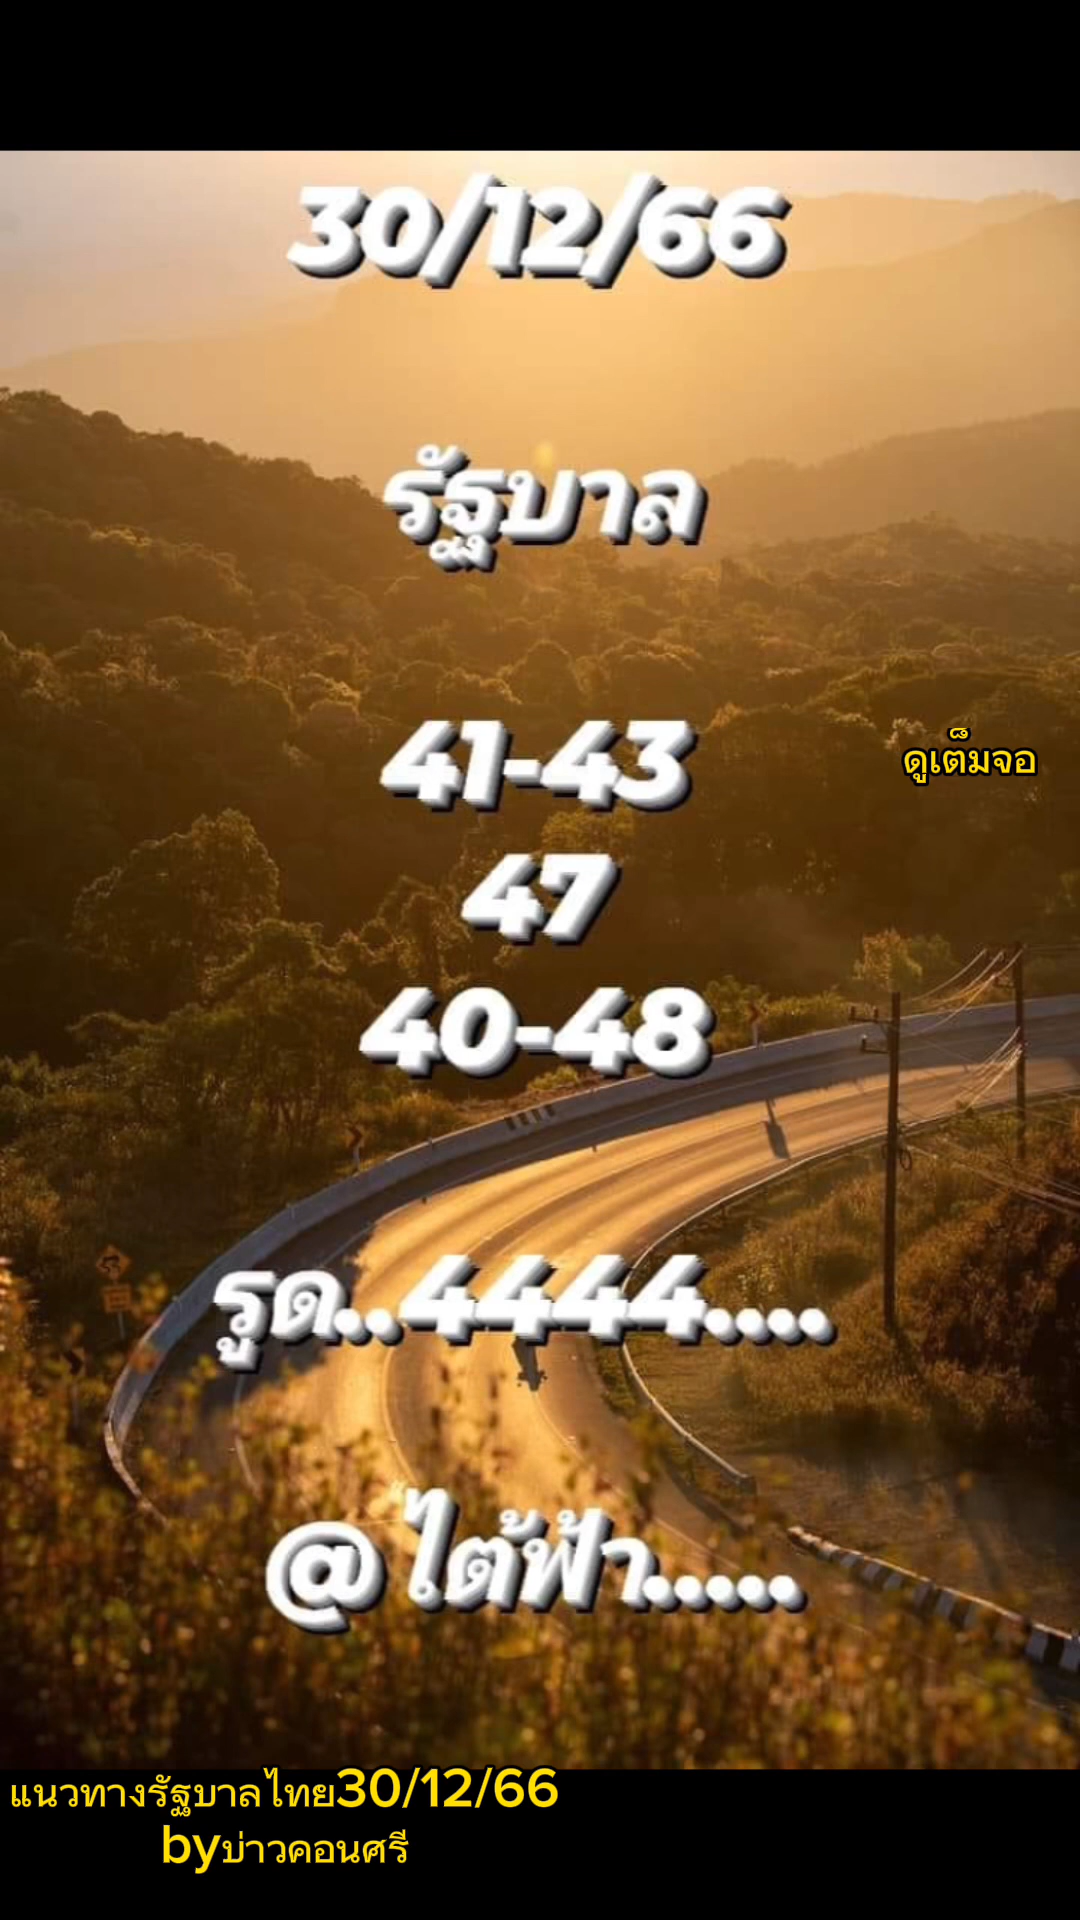 30/12/66
รัฐบาล
41-43
ดูเต็มจอ
47
40-48
รูด..4444....
@ไต้ฟ้า.....
แนวทางรัฐบาลไทย30/12/66
byบ่าวคอนศรี